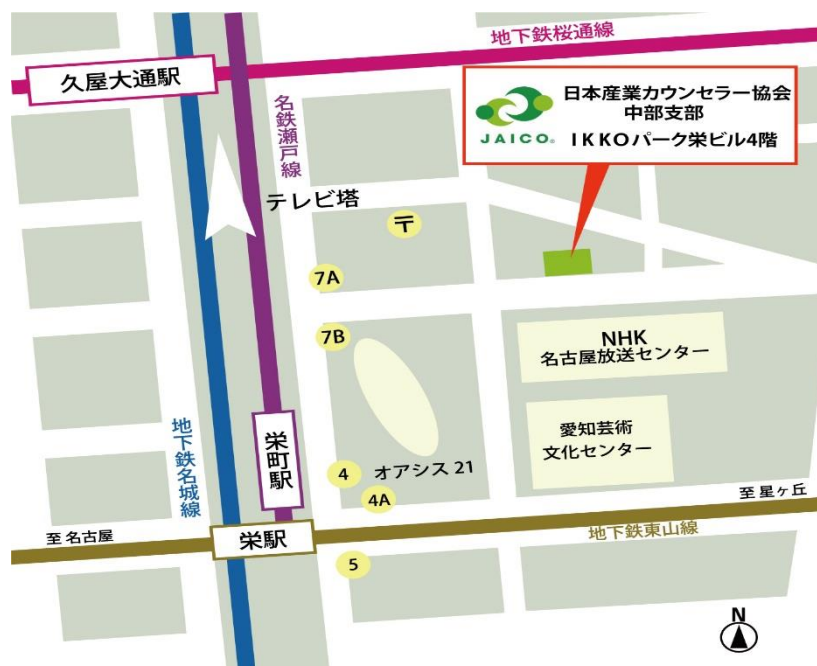 地下鉄桜通線
久屋大通駅
日本産業カウンセラー協会
中部支部
JAICO®
IKKOパーク栄ビル4階
名鉄瀬戸線
テレビ塔
〒
7A
7B
NHK
名古屋放送センター
地下鉄名城線
栄町駅
愛知芸術
文化センター
4
オアシス21
4A
至 星ヶ丘
至 名古屋
栄駅
地下鉄東山線
5
N